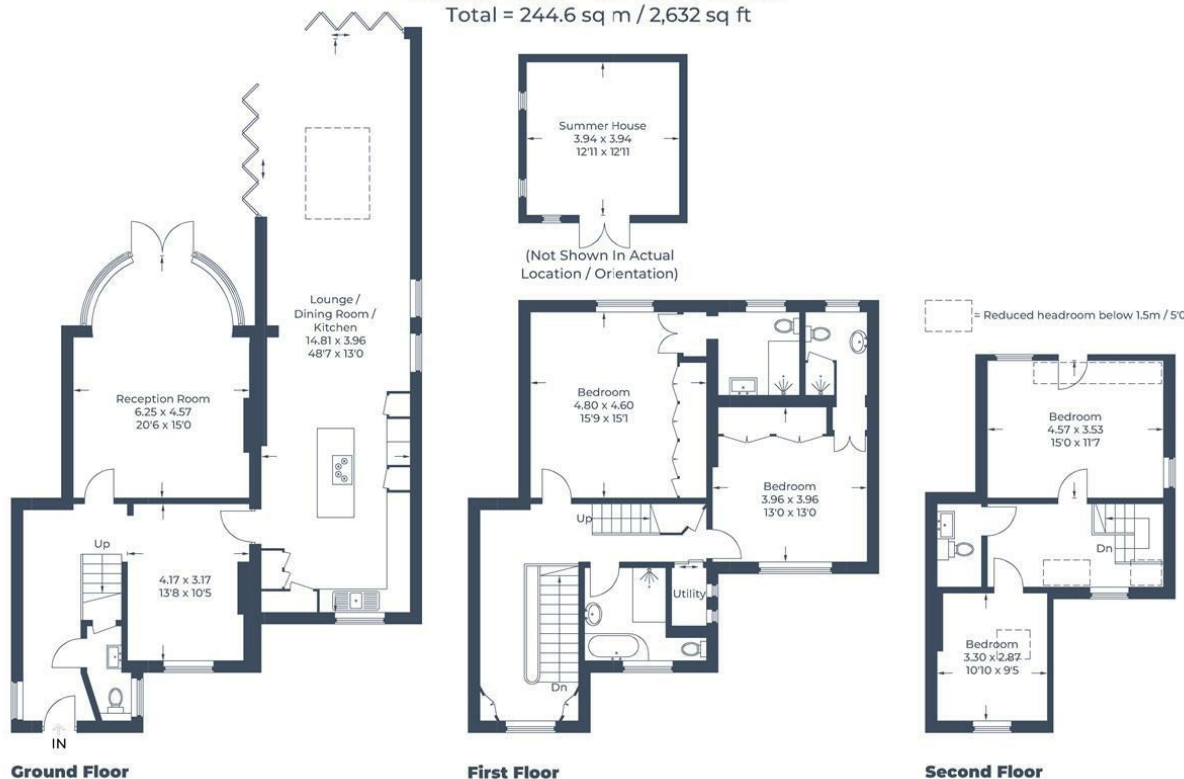 Total = 244.6 sq m / 2,632 sq ft
Summer House
3.94 x 3.94
12'11 x 12'11
(Not Shown In Actual
Location / Orientation)
Lounge /
Dining Room /
Kitchen
14.81 x 3.96
48'7 x 13'0
Reception Room
6.25 x 4.57
20'6 x 15'0
Up
4.17 x 3.17
13'8 x 10'5
IN
Ground Floor
Bedroom
4.80 x 4.60
15'9 x 15'1
Bedroom
3.96 x 3.96
13'0 x 13'0
Up
Utility
Dn
First Floor
= Reduced headroom below 1.5m / 5'0
Bedroom
4.57 x 3.53
15'0 x 11'7
Dn
Bedroom
3.30 x 2.87
10'10 x 9'5
Second Floor